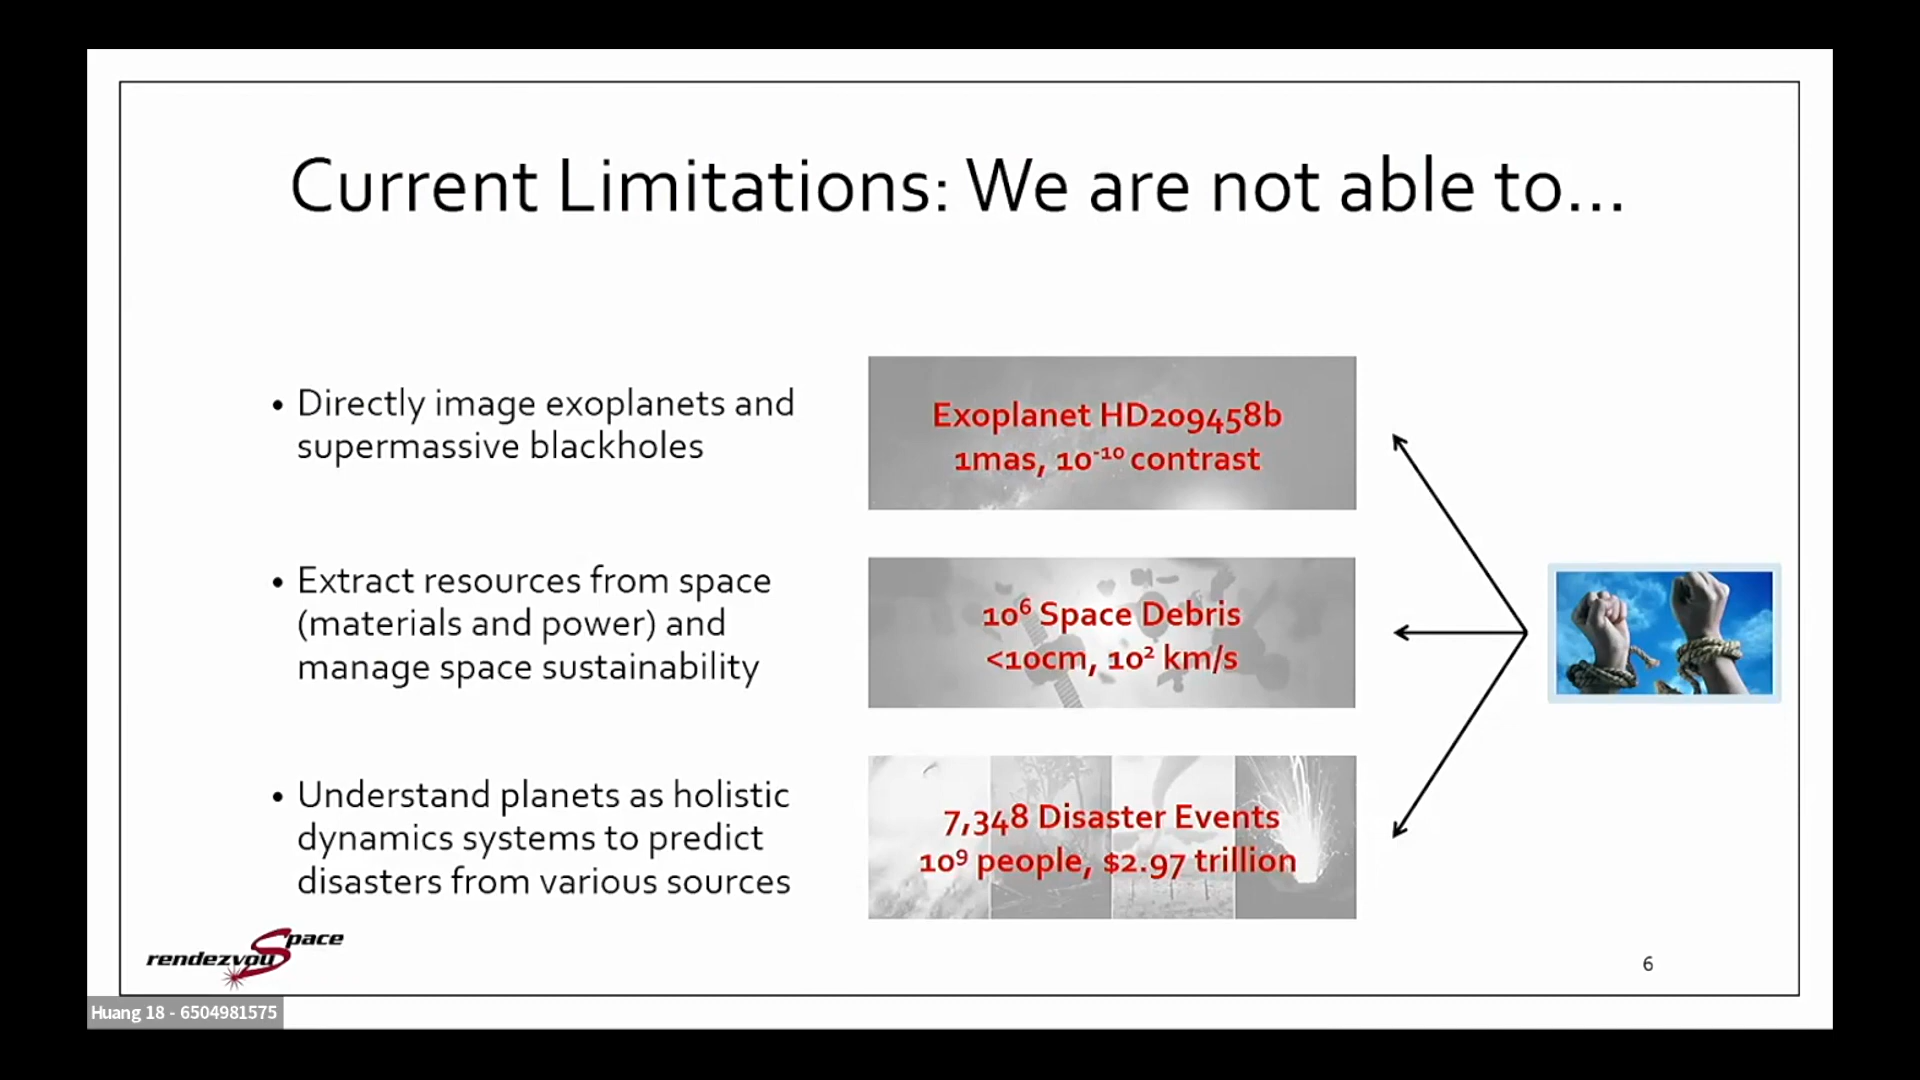 Current Limitations: We are not able to...
• Directly image exoplanets and
supermassive blackholes
Exoplanet HD209458b
1mas, 10⁻¹⁰ contrast
• Extract resources from space
(materials and power) and
manage space sustainability
10⁶ Space Debris
<10cm, 10² km/s
• Understand planets as holistic
dynamics systems to predict
disasters from various sources
7,348 Disaster Events
10⁹ people, $2.97 trillion
rendezvouSpace
6
Huang 18 - 6504981575